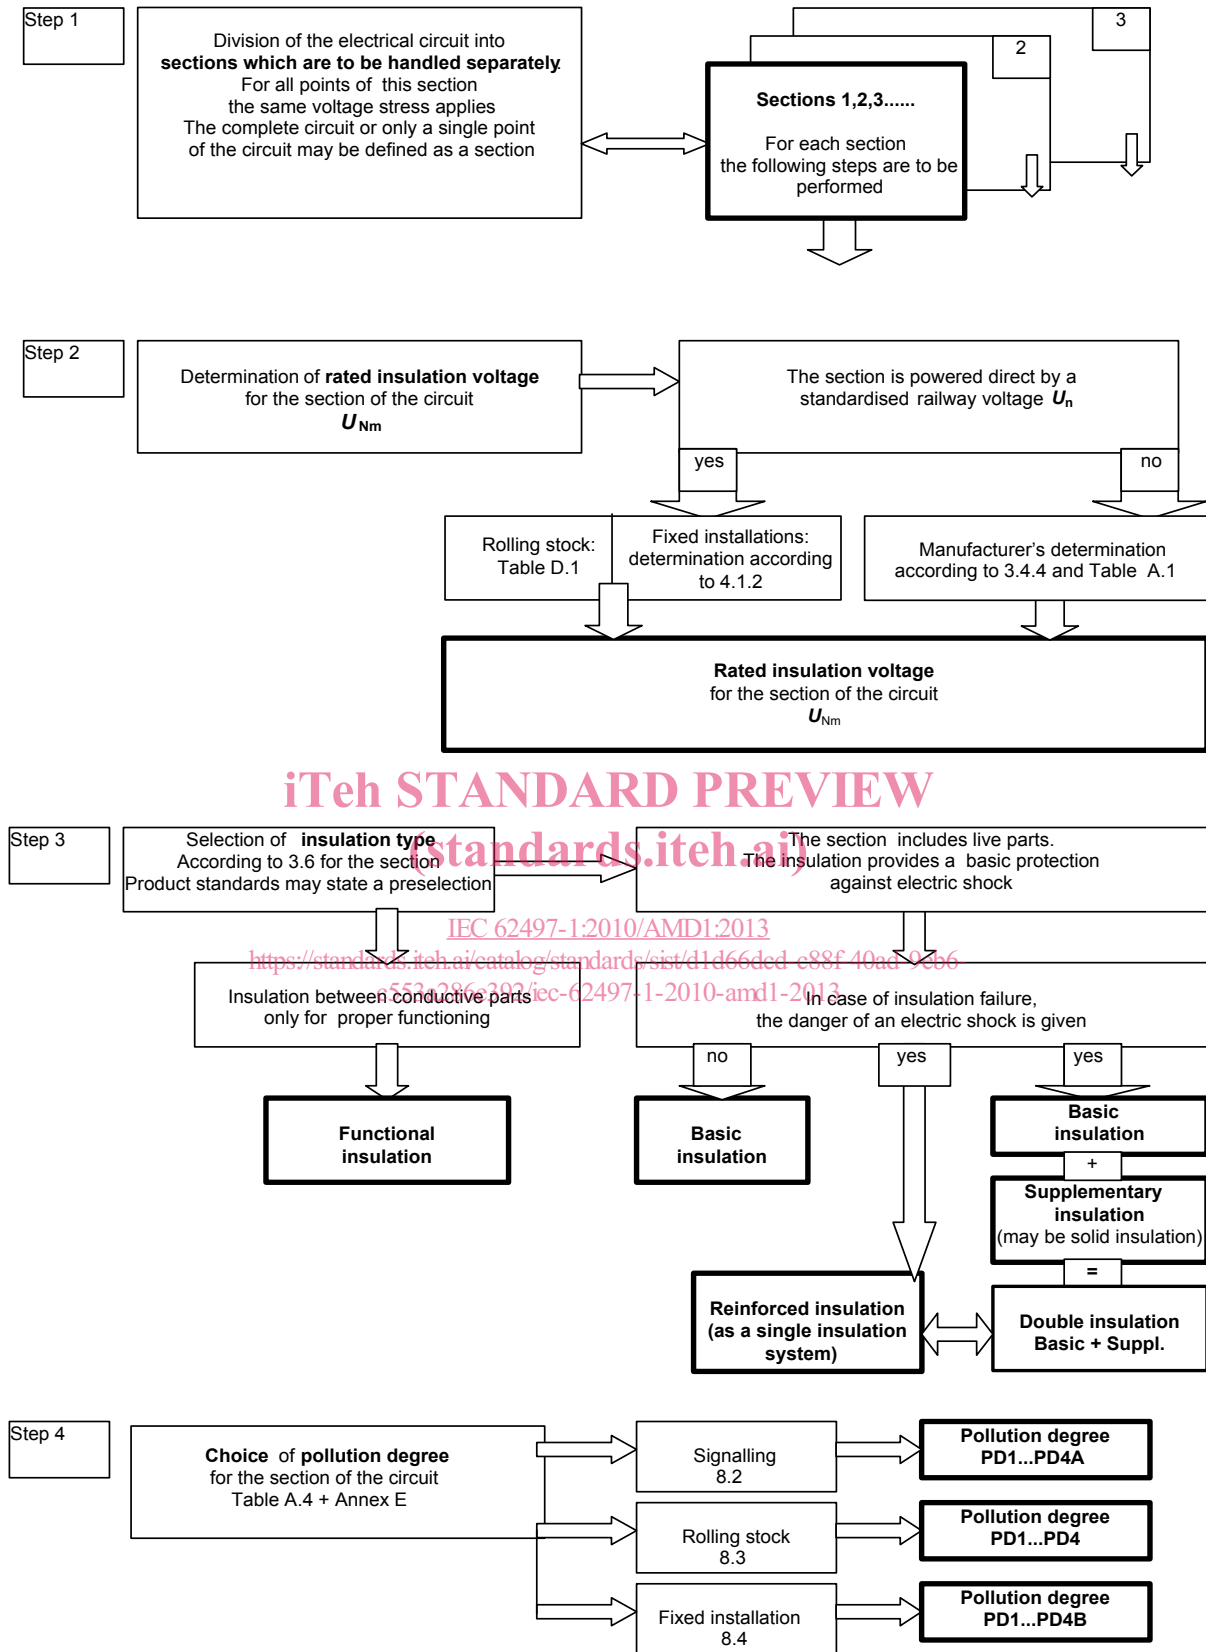 Step 1
Division of the electrical circuit into
sections which are to be handled separately.
For all points of this section
the same voltage stress applies
The complete circuit or only a single point
of the circuit may be defined as a section
3
2
Sections 1,2,3......
For each section
the following steps are to be
performed
Step 2
Determination of rated insulation voltage
for the section of the circuit
U Nm
The section is powered direct by a
standardised railway voltage Un
yes
no
Rolling stock:
Table D.1
Fixed installations:
determination according
to 4.1.2
Manufacturer's determination
according to 3.4.4 and Table A.1
Rated insulation voltage
for the section of the circuit
UNm
iTeh STANDARD PREVIEW
(standards.iteh.ai)
Step 3
Selection of insulation type
According to 3.6 for the section
Product standards may state a preselection
The section includes live parts.
The insulation provides a basic protection
against electric shock
IEC 62497-1:2010/AMD1:2013
https://standards.iteh.ai/catalog/standards/sist/d1d66dcd-c88f-40ad-9eb6-
c553a286e392/iec-62497-1-2010-amd1-2013
Insulation between conductive parts
only for proper functioning
In case of insulation failure,
the danger of an electric shock is given
no
yes
yes
Functional
insulation
Basic
insulation
Basic
insulation
+
Supplementary
insulation
(may be solid insulation)
=
Reinforced insulation
(as a single insulation
system)
Double insulation
Basic + Suppl.
Step 4
Choice of pollution degree
for the section of the circuit
Table A.4 + Annex E
Signalling
8.2
Pollution degree
PD1...PD4A
Rolling stock
8.3
Pollution degree
PD1...PD4
Fixed installation
8.4
Pollution degree
PD1...PD4B